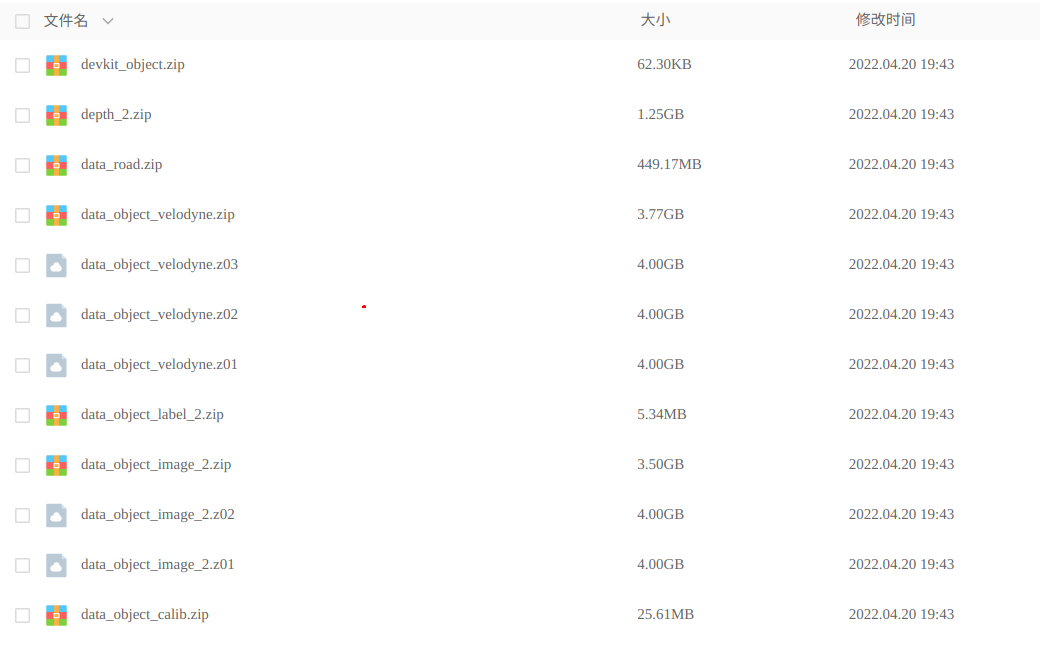 文件名 大小 修改时间
devkit_object.zip 62.30KB 2022.04.20 19:43
depth_2.zip 1.25GB 2022.04.20 19:43
data_road.zip 449.17MB 2022.04.20 19:43
data_object_velodyne.zip 3.77GB 2022.04.20 19:43
data_object_velodyne.z03 4.00GB 2022.04.20 19:43
data_object_velodyne.z02 4.00GB 2022.04.20 19:43
data_object_velodyne.z01 4.00GB 2022.04.20 19:43
data_object_label_2.zip 5.34MB 2022.04.20 19:43
data_object_image_2.zip 3.50GB 2022.04.20 19:43
data_object_image_2.z02 4.00GB 2022.04.20 19:43
data_object_image_2.z01 4.00GB 2022.04.20 19:43
data_object_calib.zip 25.61MB 2022.04.20 19:43